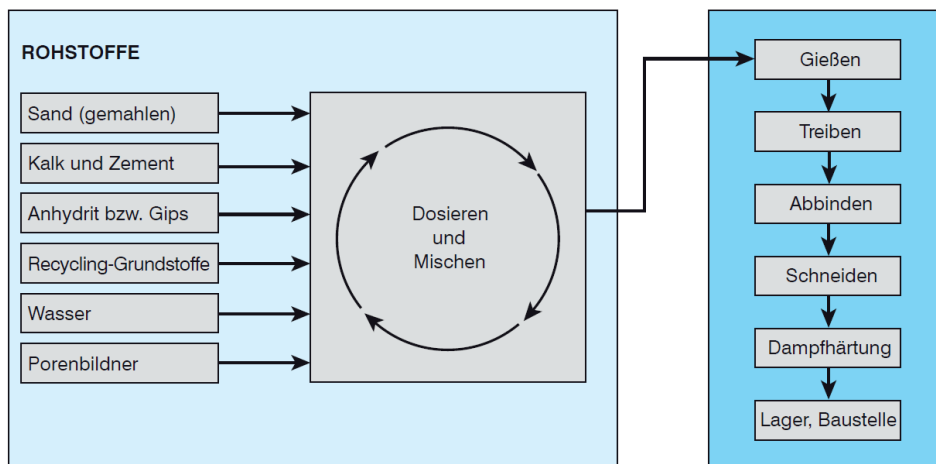 ROHSTOFFE
Sand (gemahlen)
Kalk und Zement
Anhydrit bzw. Gips
Recycling-Grundstoffe
Wasser
Porenbildner
Dosieren
und
Mischen
Gießen
Treiben
Abbinden
Schneiden
Dampfhärtung
Lager, Baustelle